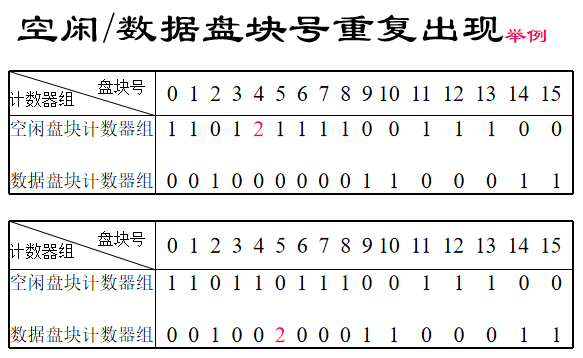 空闲/数据盘块号重复出现举例
盘块号 0 1 2 3 4 5 6 7 8 9 10 11 12 13 14 15
计数器组
空闲盘块计数器组 1 1 0 1 2 1 1 1 1 0 0 1 1 1 0 0
数据盘块计数器组 0 0 1 0 0 0 0 0 0 1 1 0 0 0 1 1
盘块号 0 1 2 3 4 5 6 7 8 9 10 11 12 13 14 15
计数器组
空闲盘块计数器组 1 1 0 1 1 0 1 1 1 0 0 1 1 1 0 0
数据盘块计数器组 0 0 1 0 0 2 0 0 0 1 1 0 0 0 1 1